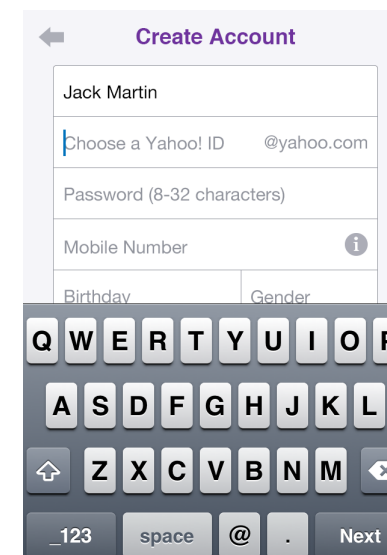 Create Account
Jack Martin
Choose a Yahoo! ID @yahoo.com
Password (8-32 characters)
Mobile Number
Birthday Gender
Q W E R T Y U I O P
A S D F G H J K L
Z X C V B N M
_123 space @ . Next